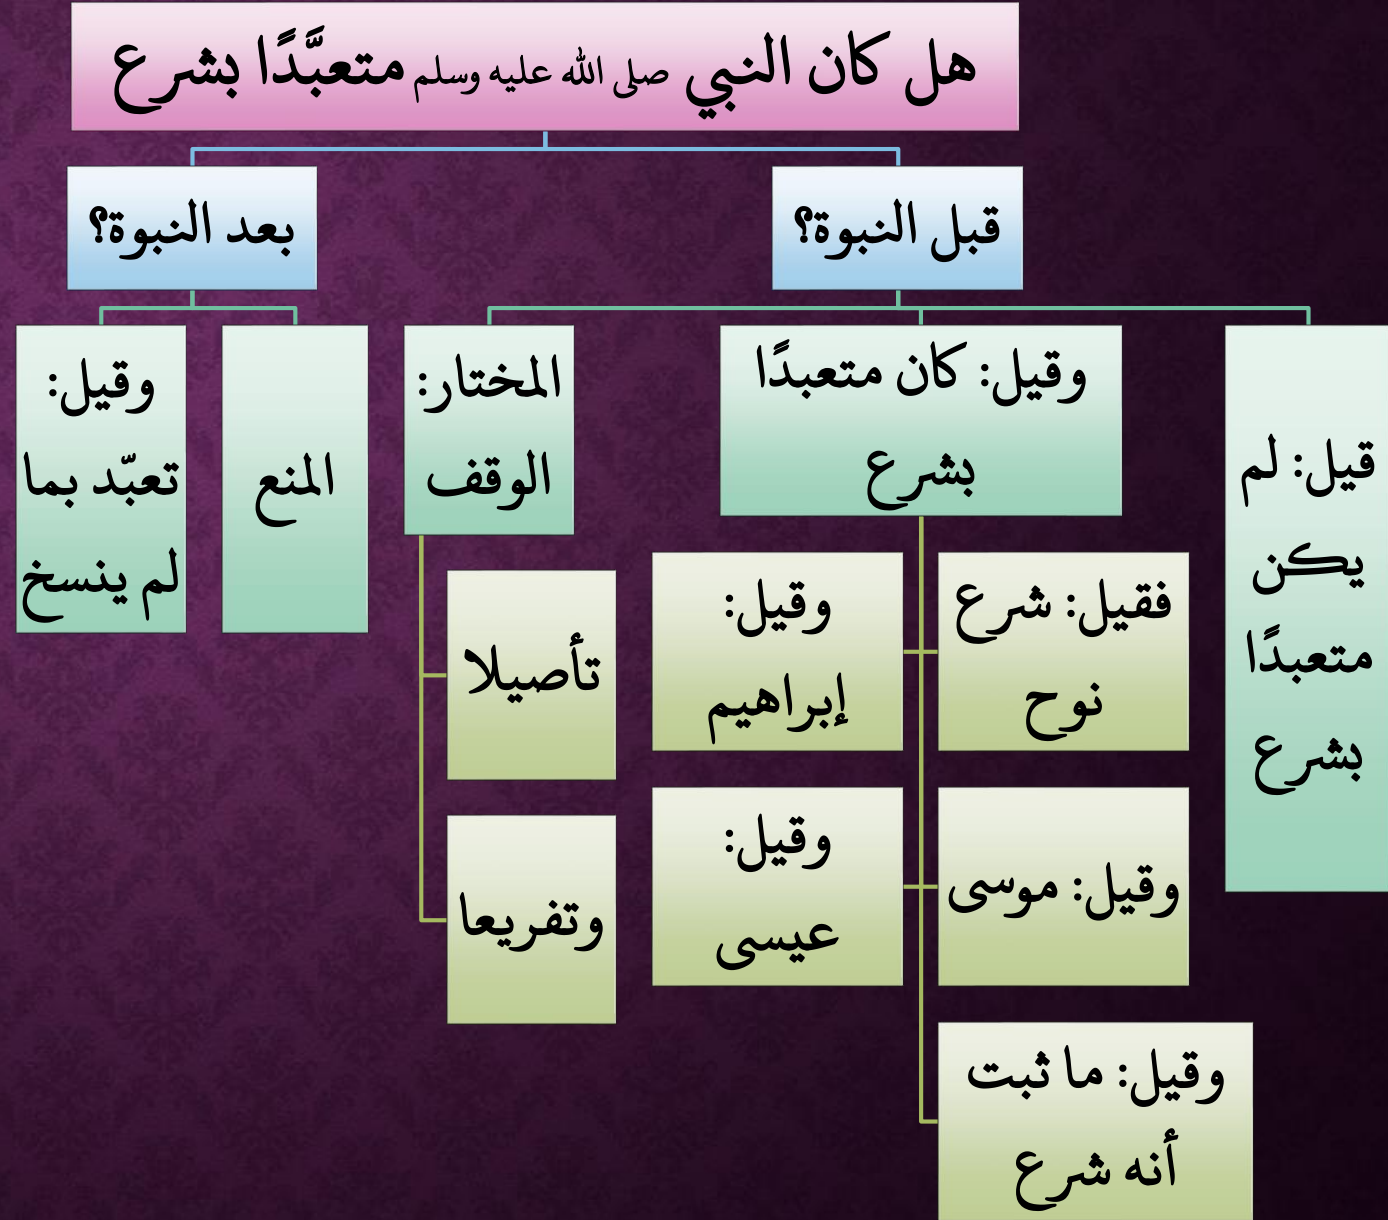 هل كان النبي صلى الله عليه وسلم متعبَّدًا بشرع
قبل النبوة؟
قيل: لم
يكن
متعبدًا
بشرع
وقيل: كان متعبدًا
بشرع
فقيل: شرع
نوح
وقيل:
إبراهيم
وقيل: موسى
وقيل:
عيسى
وقيل: ما ثبت
أنه شرع
المختار:
الوقف
تأصيلا
وتفريعا
بعد النبوة؟
المنع
وقيل:
تعبّد بما
لم ينسخ